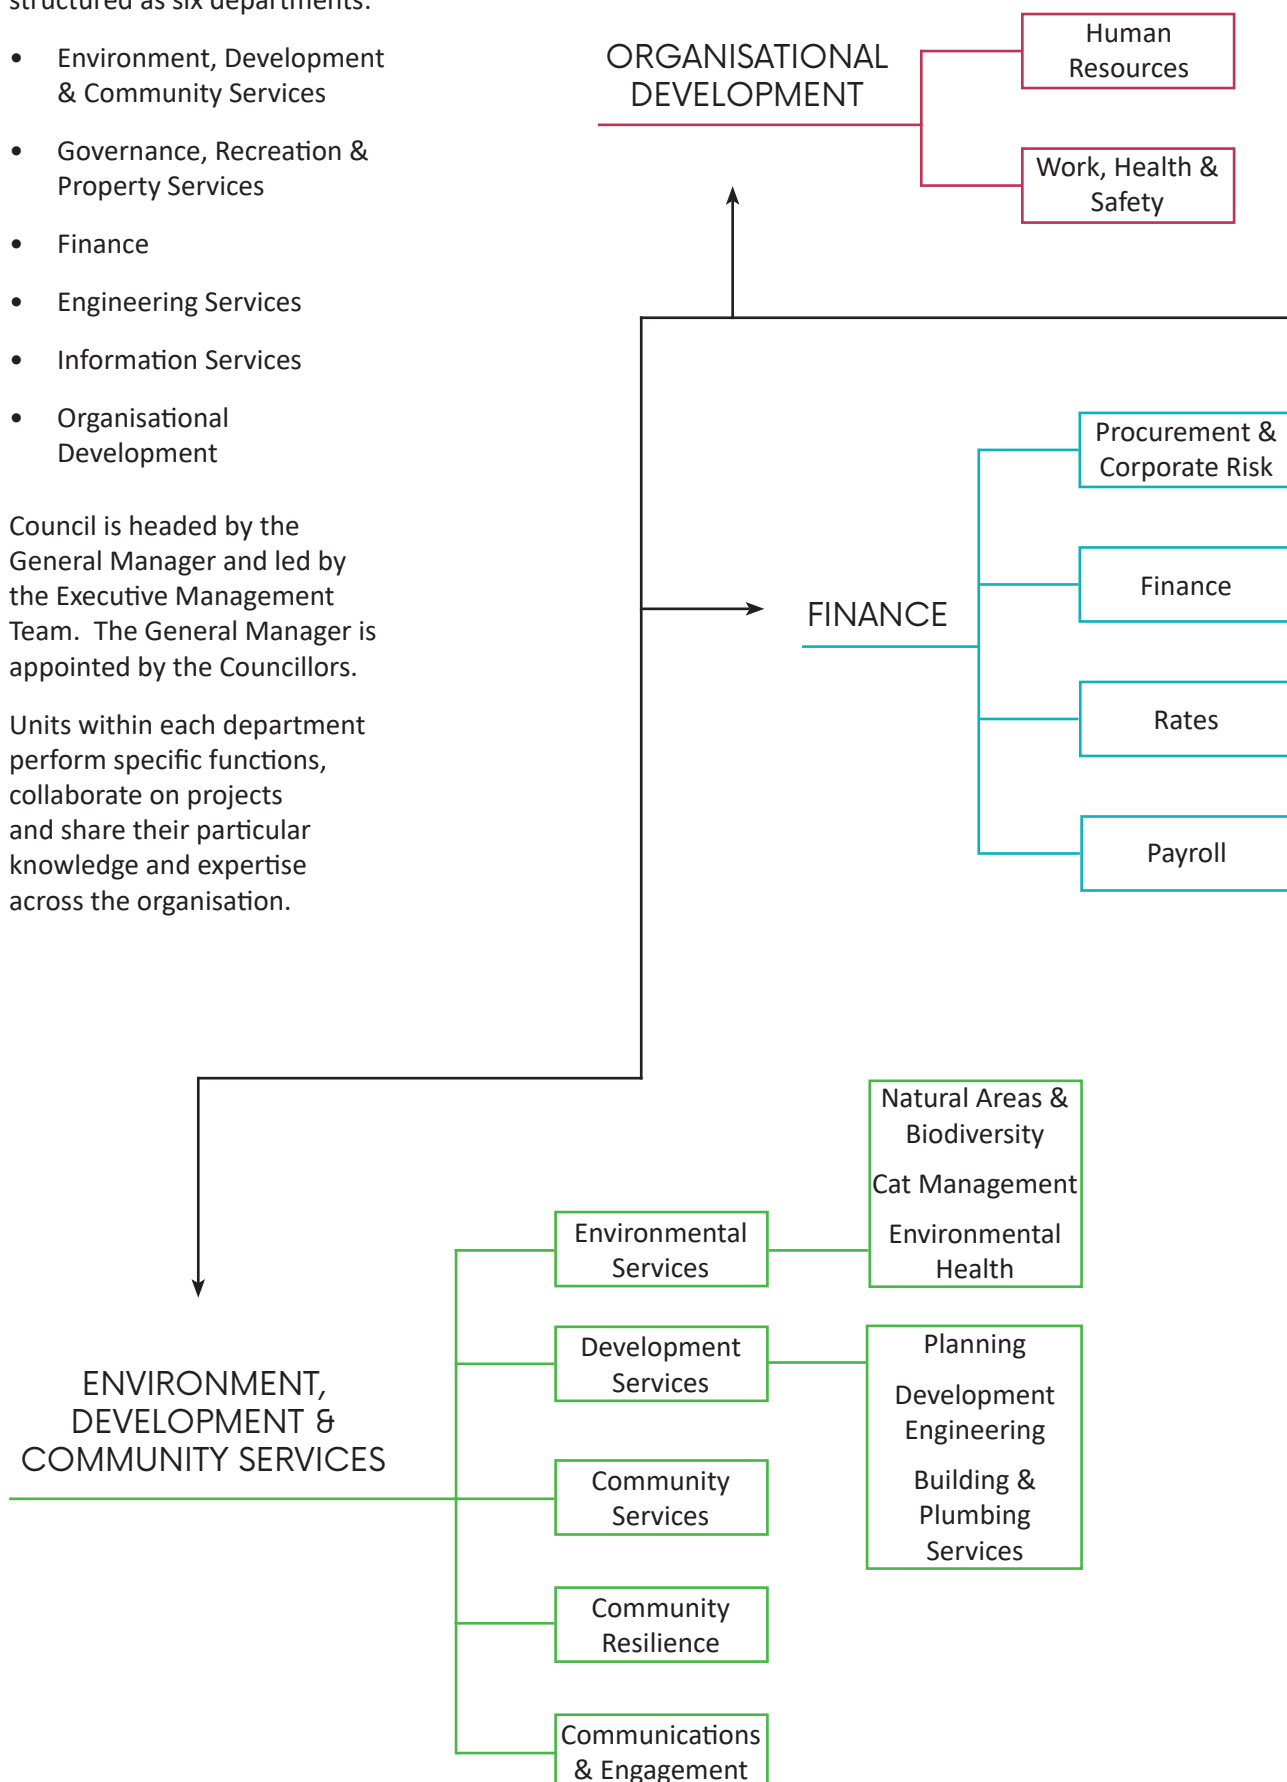 structured as six departments:
• Environment, Development
& Community Services
• Governance, Recreation &
Property Services
• Finance
• Engineering Services
• Information Services
• Organisational
Development
Council is headed by the
General Manager and led by
the Executive Management
Team. The General Manager is
appointed by the Councillors.
Units within each department
perform specific functions,
collaborate on projects
and share their particular
knowledge and expertise
across the organisation.
ORGANISATIONAL
DEVELOPMENT
Human
Resources
Work, Health &
Safety
FINANCE
Procurement &
Corporate Risk
Finance
Rates
Payroll
ENVIRONMENT,
DEVELOPMENT &
COMMUNITY SERVICES
Environmental
Services
Natural Areas &
Biodiversity
Cat Management
Environmental
Health
Development
Services
Planning
Development
Engineering
Building &
Plumbing
Services
Community
Services
Community
Resilience
Communications
& Engagement